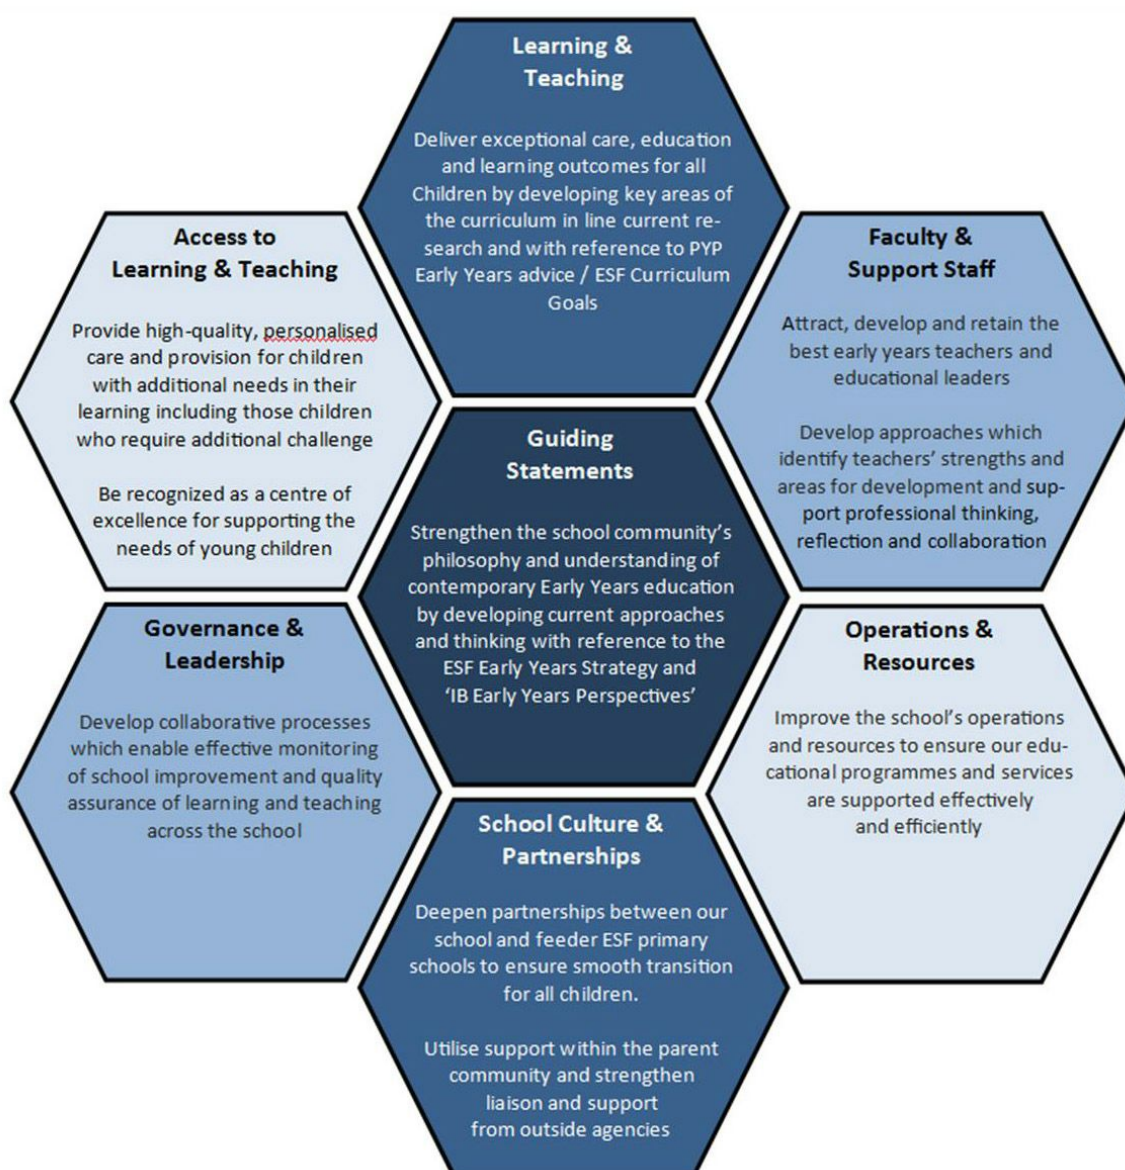 Learning &
Teaching
Deliver exceptional care, education
and learning outcomes for all
Children by developing key areas of
the curriculum in line current re-
search and with reference to PYP
Early Years advice / ESF Curriculum
Goals
Access to
Learning & Teaching
Provide high-quality, personalised
care and provision for children
with additional needs in their
learning including those children
who require additional challenge
Be recognized as a centre of
excellence for supporting the
needs of young children
Faculty &
Support Staff
Attract, develop and retain the
best early years teachers and
educational leaders
Develop approaches which
identify teachers’ strengths and
areas for development and sup-
port professional thinking,
reflection and collaboration
Guiding
Statements
Strengthen the school community’s
philosophy and understanding of
contemporary Early Years education
by developing current approaches
and thinking with reference to the
ESF Early Years Strategy and
‘IB Early Years Perspectives’
Governance &
Leadership
Develop collaborative processes
which enable effective monitoring
of school improvement and quality
assurance of learning and teaching
across the school
Operations &
Resources
Improve the school’s operations
and resources to ensure our edu-
cational programmes and services
are supported effectively
and efficiently
School Culture &
Partnerships
Deepen partnerships between our
school and feeder ESF primary
schools to ensure smooth transition
for all children.
Utilise support within the parent
community and strengthen
liaison and support
from outside agencies